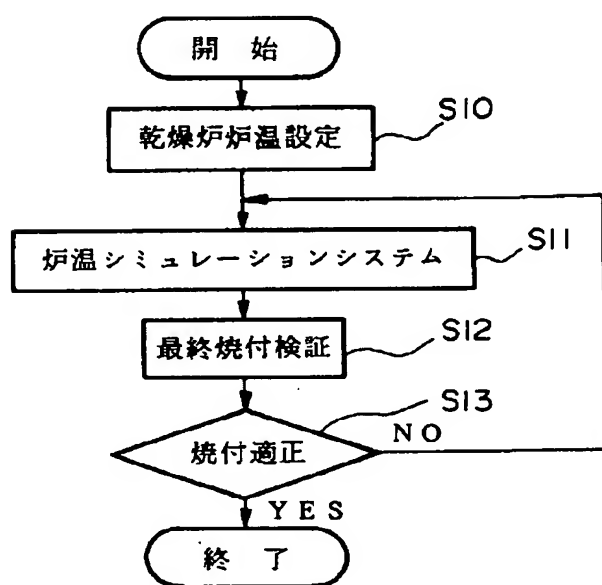 開 始
S10
乾燥炉炉温設定
S11
炉温シミュレーションシステム
S12
最終焼付検証
S13
焼付適正
NO
YES
終 了